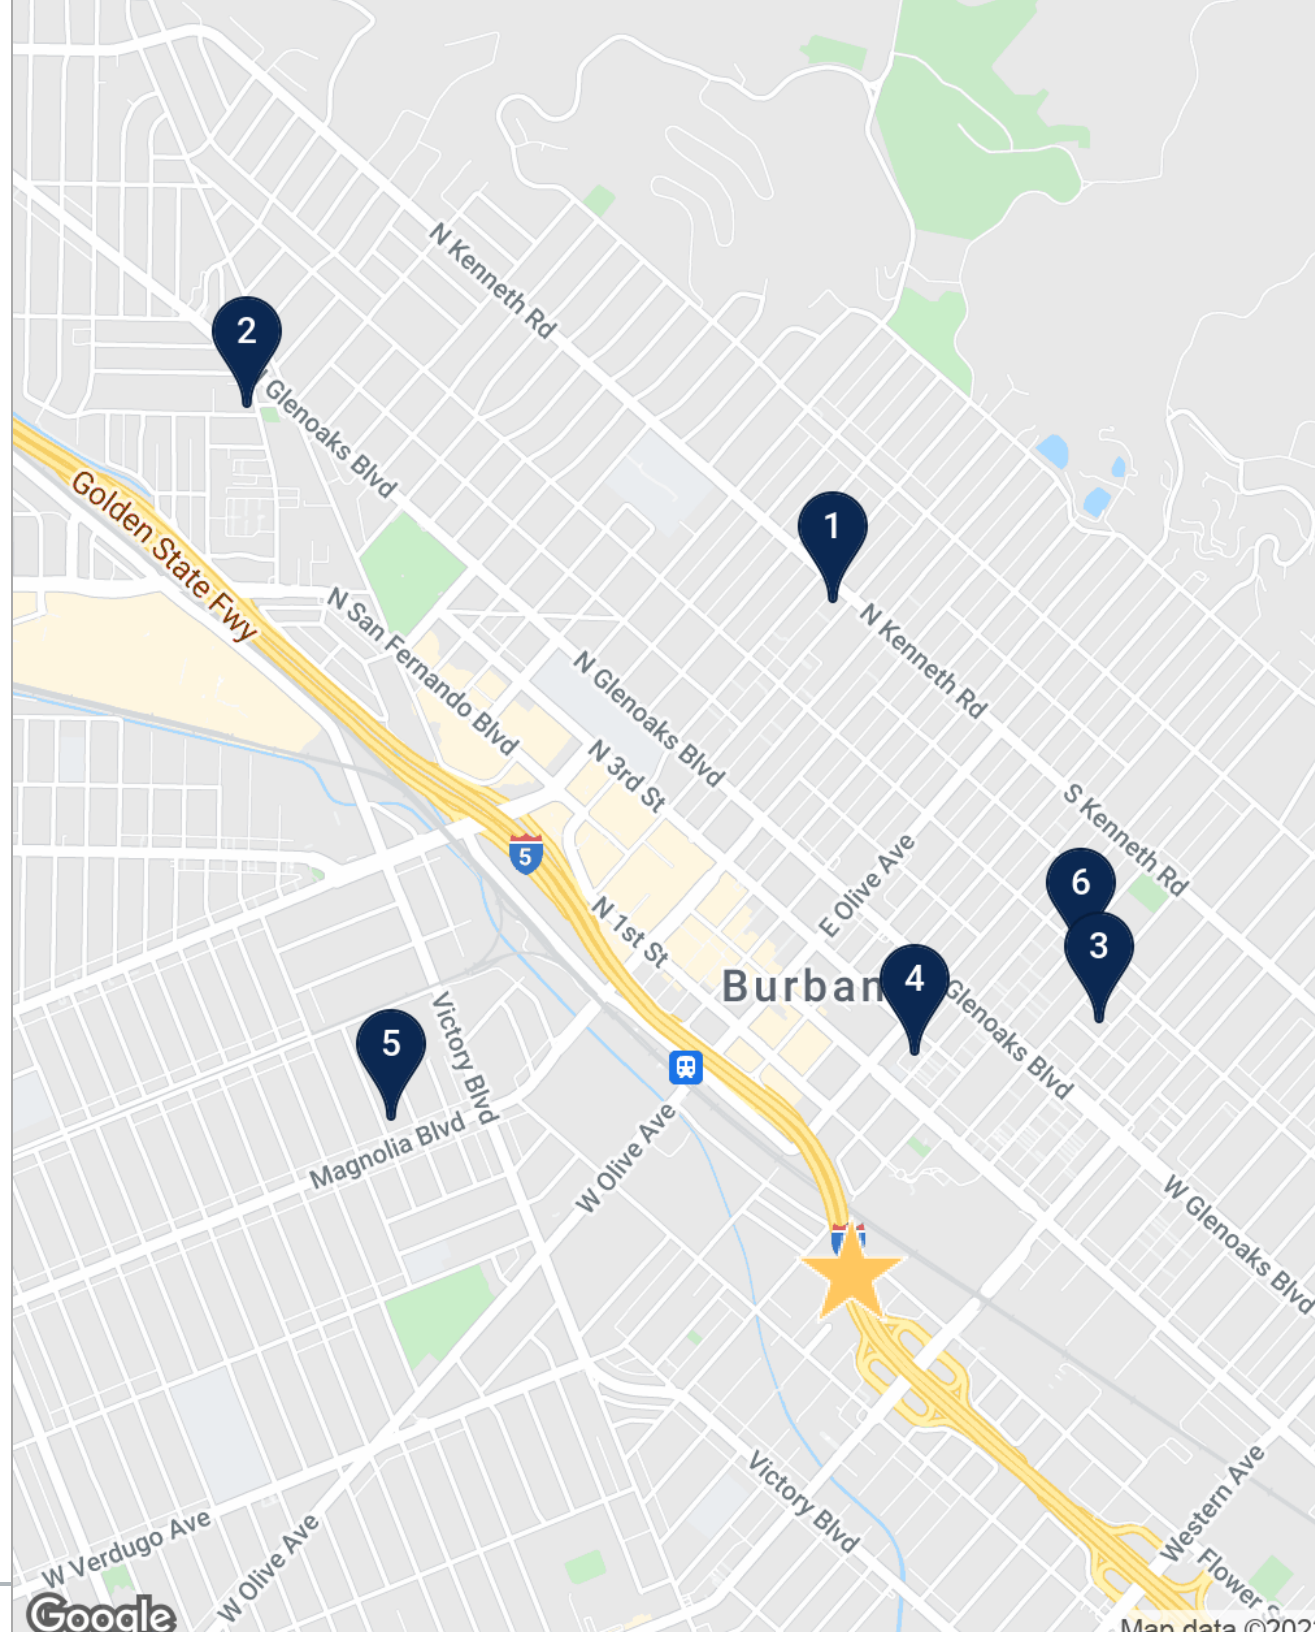 N Kenneth Rd
2
Glenoaks Blvd
Golden State Fwy
1
N San Fernando Blvd
N Kenneth Rd
N Glenoaks Blvd
N 3rd St
S Kenneth Rd
5
E Olive Ave
6
N 1st St
3
Burban
4
Glenoaks Blvd
Victory Blvd
5
Magnolia Blvd
W Olive Ave
W Glenoaks Blvd
Victory Blvd
Western Ave
W Verdugo Ave
W Olive Ave
Flower S
Google
Map data ©202